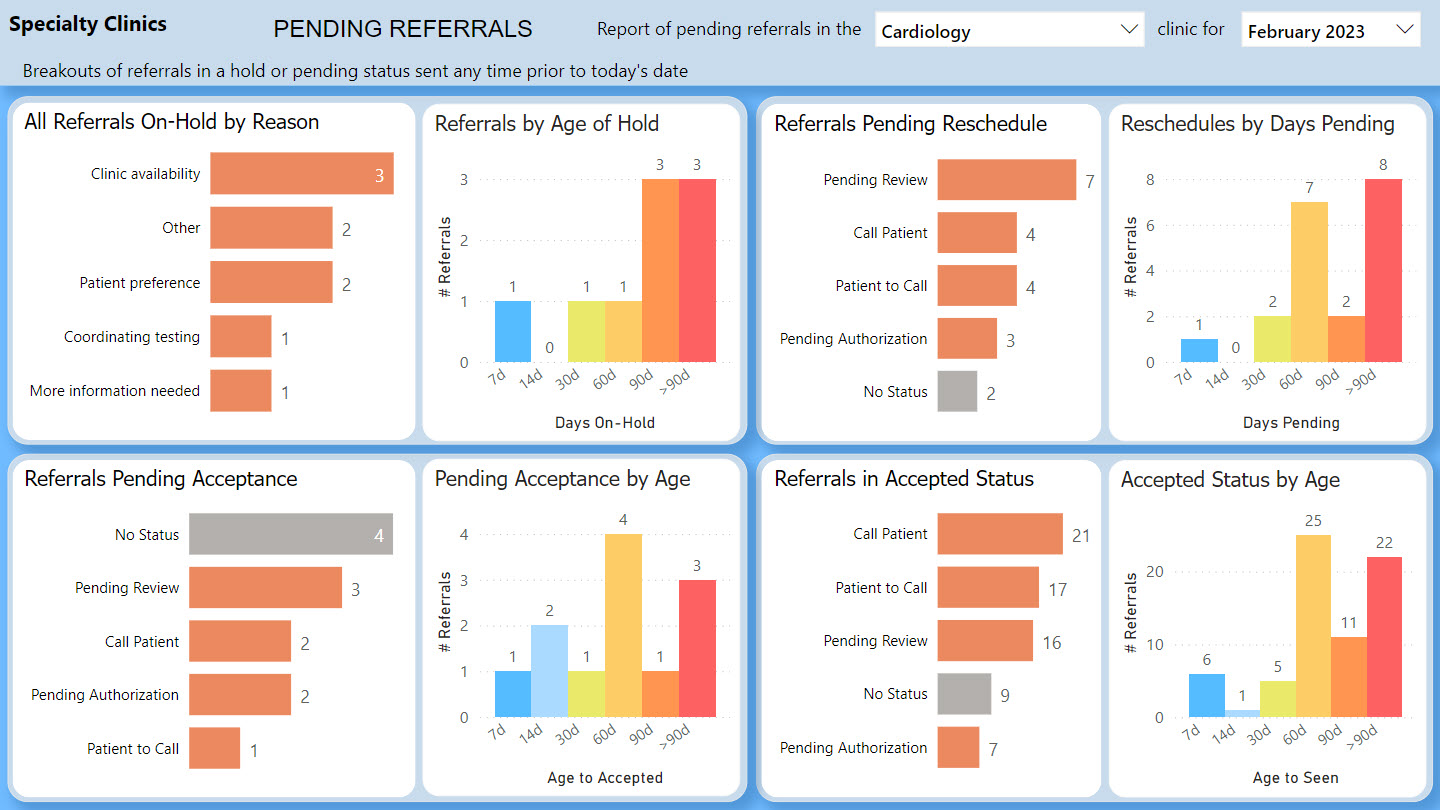 Specialty Clinics
PENDING REFERRALS
Report of pending referrals in the Cardiology clinic for February 2023
Breakouts of referrals in a hold or pending status sent any time prior to today's date
All Referrals On-Hold by Reason
Clinic availability 3
Other 2
Patient preference 2
Coordinating testing 1
More information needed 1
Referrals by Age of Hold
# Referrals
3
2
1
0
1 0 1 1 3 3
7d 14d 30d 60d 90d >90d
Days On-Hold
Referrals Pending Reschedule
Pending Review 7
Call Patient 4
Patient to Call 4
Pending Authorization 3
No Status 2
Reschedules by Days Pending
# Referrals
8
6
4
2
0
1 0 2 7 2 8
7d 14d 30d 60d 90d >90d
Days Pending
Referrals Pending Acceptance
No Status 4
Pending Review 3
Call Patient 2
Pending Authorization 2
Patient to Call 1
Pending Acceptance by Age
# Referrals
4
3
2
1
0
1 2 1 4 1 3
7d 14d 30d 60d 90d >90d
Age to Accepted
Referrals in Accepted Status
Call Patient 21
Patient to Call 17
Pending Review 16
No Status 9
Pending Authorization 7
Accepted Status by Age
# Referrals
20
10
0
6 1 5 25 11 22
7d 14d 30d 60d 90d >90d
Age to Seen